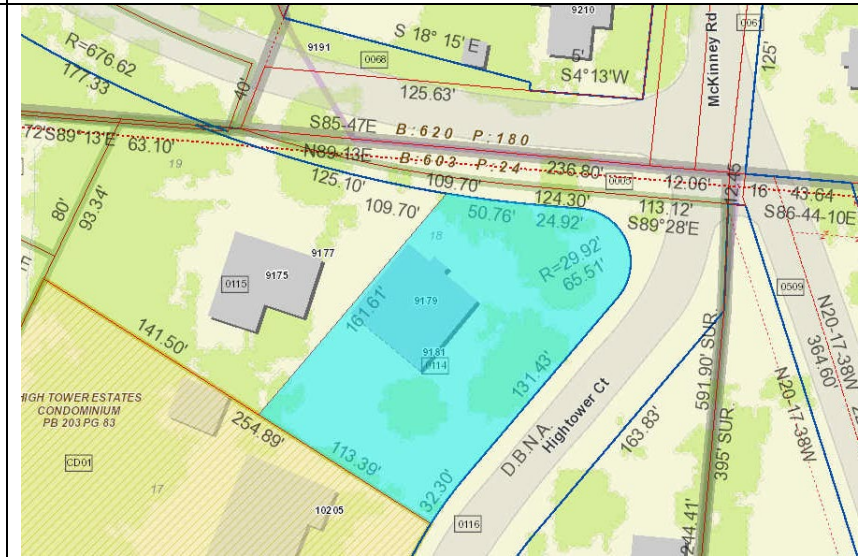 9210
0061
S 18° 15' E
9191
0068
5'
S4°13'W
McKinney Rd
125'
R=676.62
177.33
40'
125.63'
S85-47E
B:620 P:180
72'S89°13E
63.10'
N89-13E
B:603 P:24
236.80'
12.06
12.45
16
43.64
19
0005
125.10'
109.70'
124.30'
113.12'
S86-44-10E
80'
93.34'
109.70'
50.76'
24.92'
S89°28'E
18
R=29.92'
65.51'
9177
9175
0115
161.61'
9179
0509
N20-17-38W
364.60'
9181
0114
141.50'
131.43'
591.90' SUR.
N20-17-38W
HIGH TOWER ESTATES
CONDOMINIUM
PB 203 PG 83
254.89'
D.B.N.A.
Hightower Ct
163.83'
395' SUR.
CD01
113.39'
17
32.30'
10205
0116
244.41'